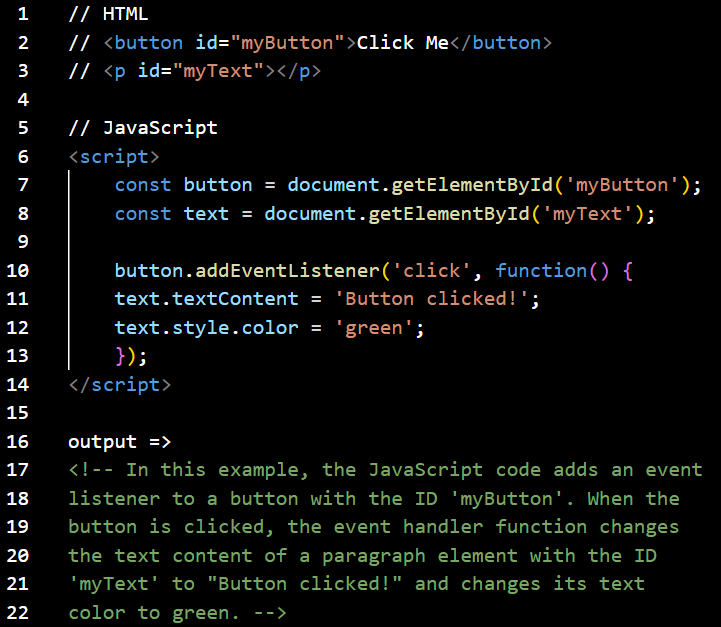 1 // HTML
2 // <button id="myButton">Click Me</button>
3 // <p id="myText"></p>
4
5 // JavaScript
6 <script>
7     const button = document.getElementById('myButton');
8     const text = document.getElementById('myText');
9
10     button.addEventListener('click', function() {
11     text.textContent = 'Button clicked!';
12     text.style.color = 'green';
13     });
14 </script>
15
16 output =>
17 <!-- In this example, the JavaScript code adds an event
18 listener to a button with the ID 'myButton'. When the
19 button is clicked, the event handler function changes
20 the text content of a paragraph element with the ID
21 'myText' to "Button clicked!" and changes its text
22 color to green. -->